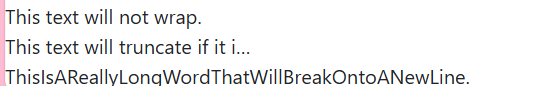 This text will not wrap.
This text will truncate if it i...
ThisIsAReallyLongWordThatWillBreakOntoANewLine.